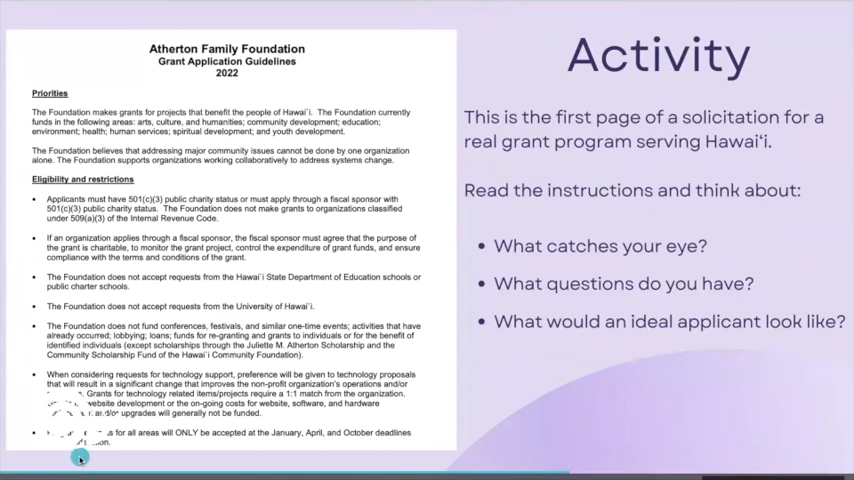 Atherton Family Foundation
Grant Application Guidelines
2022
Priorities
The Foundation makes grants for projects that benefit the people of Hawai`i. The Foundation currently
funds in the following areas: arts, culture, and humanities; community development; education;
environment; health; human services; spiritual development; and youth development.
The Foundation believes that addressing major community issues cannot be done by one organization
alone. The Foundation supports organizations working collaboratively to address systems change.
Eligibility and restrictions
• Applicants must have 501(c)(3) public charity status or must apply through a fiscal sponsor with
501(c)(3) public charity status. The Foundation does not make grants to organizations classified
under 509(a)(3) of the Internal Revenue Code.
• If an organization applies through a fiscal sponsor, the fiscal sponsor must agree that the purpose of
the grant is charitable, to monitor the grant project, control the expenditure of grant funds, and ensure
compliance with the terms and conditions of the grant.
• The Foundation does not accept requests from the Hawai`i State Department of Education schools or
public charter schools.
• The Foundation does not accept requests from the University of Hawai`i.
• The Foundation does not fund conferences, festivals, and similar one-time events; activities that have
already occurred; lobbying; loans; funds for re-granting and grants to individuals or for the benefit of
identified individuals (except scholarships through the Juliette M. Atherton Scholarship and the
Community Scholarship Fund of the Hawai`i Community Foundation).
• When considering requests for technology support, preference will be given to technology proposals
that will result in a significant change that improves the non-profit organization's operations and/or
Grants for technology related items/projects require a 1:1 match from the organization.
website development or the on-going costs for website, software, and hardware
and/or upgrades will generally not be funded.
• for all areas will ONLY be accepted at the January, April, and October deadlines
Activity
This is the first page of a solicitation for a
real grant program serving Hawaiʻi.
Read the instructions and think about:
• What catches your eye?
• What questions do you have?
• What would an ideal applicant look like?